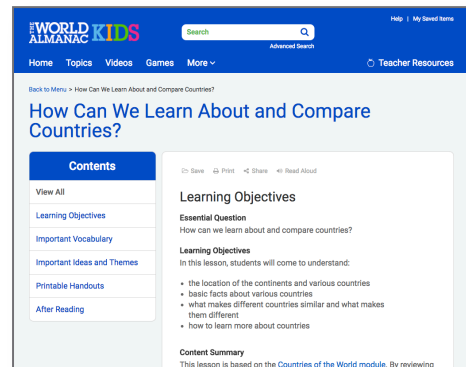 Help | My Saved Items
THE WORLD ALMANAC KIDS
Search
Advanced Search
Home Topics Videos Games More
Teacher Resources
Back to Menu > How Can We Learn About and Compare Countries?
How Can We Learn About and Compare
Countries?
Contents
View All
Learning Objectives
Important Vocabulary
Important Ideas and Themes
Printable Handouts
After Reading
Save Print Share Read Aloud
Learning Objectives
Essential Question
How can we learn about and compare countries?
Learning Objectives
In this lesson, students will come to understand:
• the location of the continents and various countries
• basic facts about various countries
• what makes different countries similar and what makes
them different
• how to learn more about countries
Content Summary
This lesson is based on the Countries of the World module. By reviewing